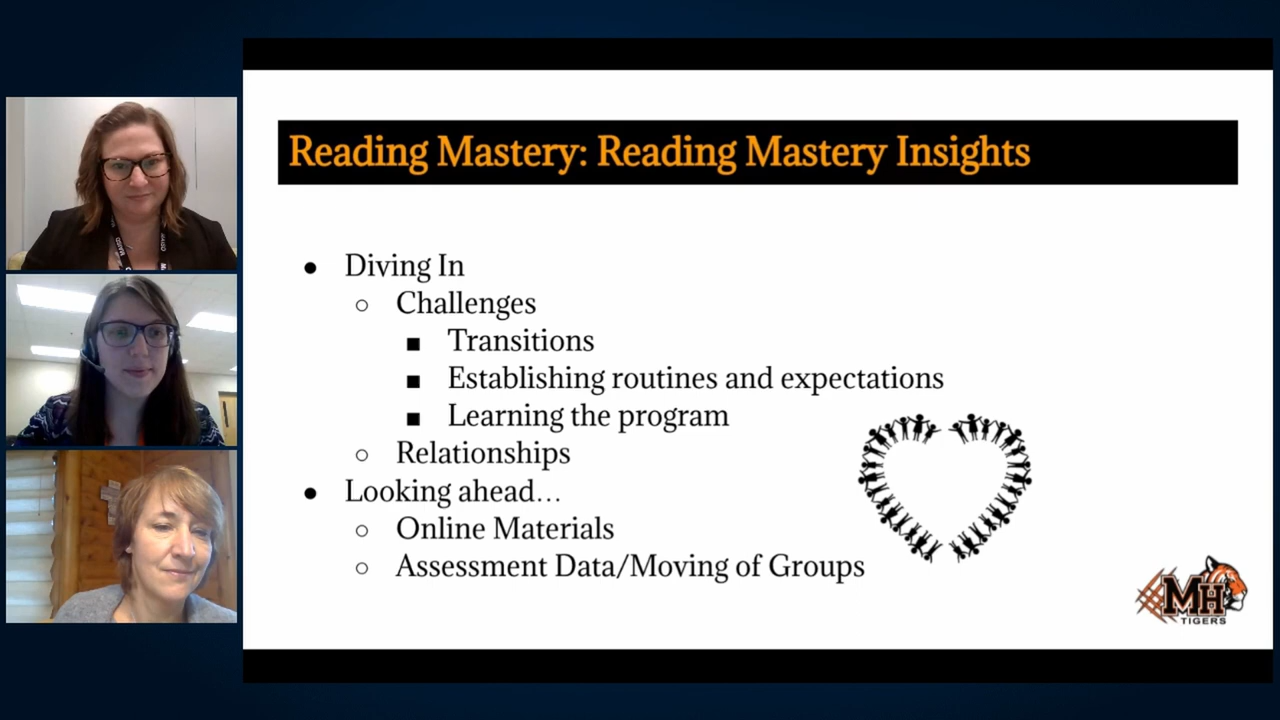 Reading Mastery: Reading Mastery Insights
● Diving In
○ Challenges
■ Transitions
■ Establishing routines and expectations
■ Learning the program
○ Relationships
● Looking ahead…
○ Online Materials
○ Assessment Data/Moving of Groups
MH
TIGERS